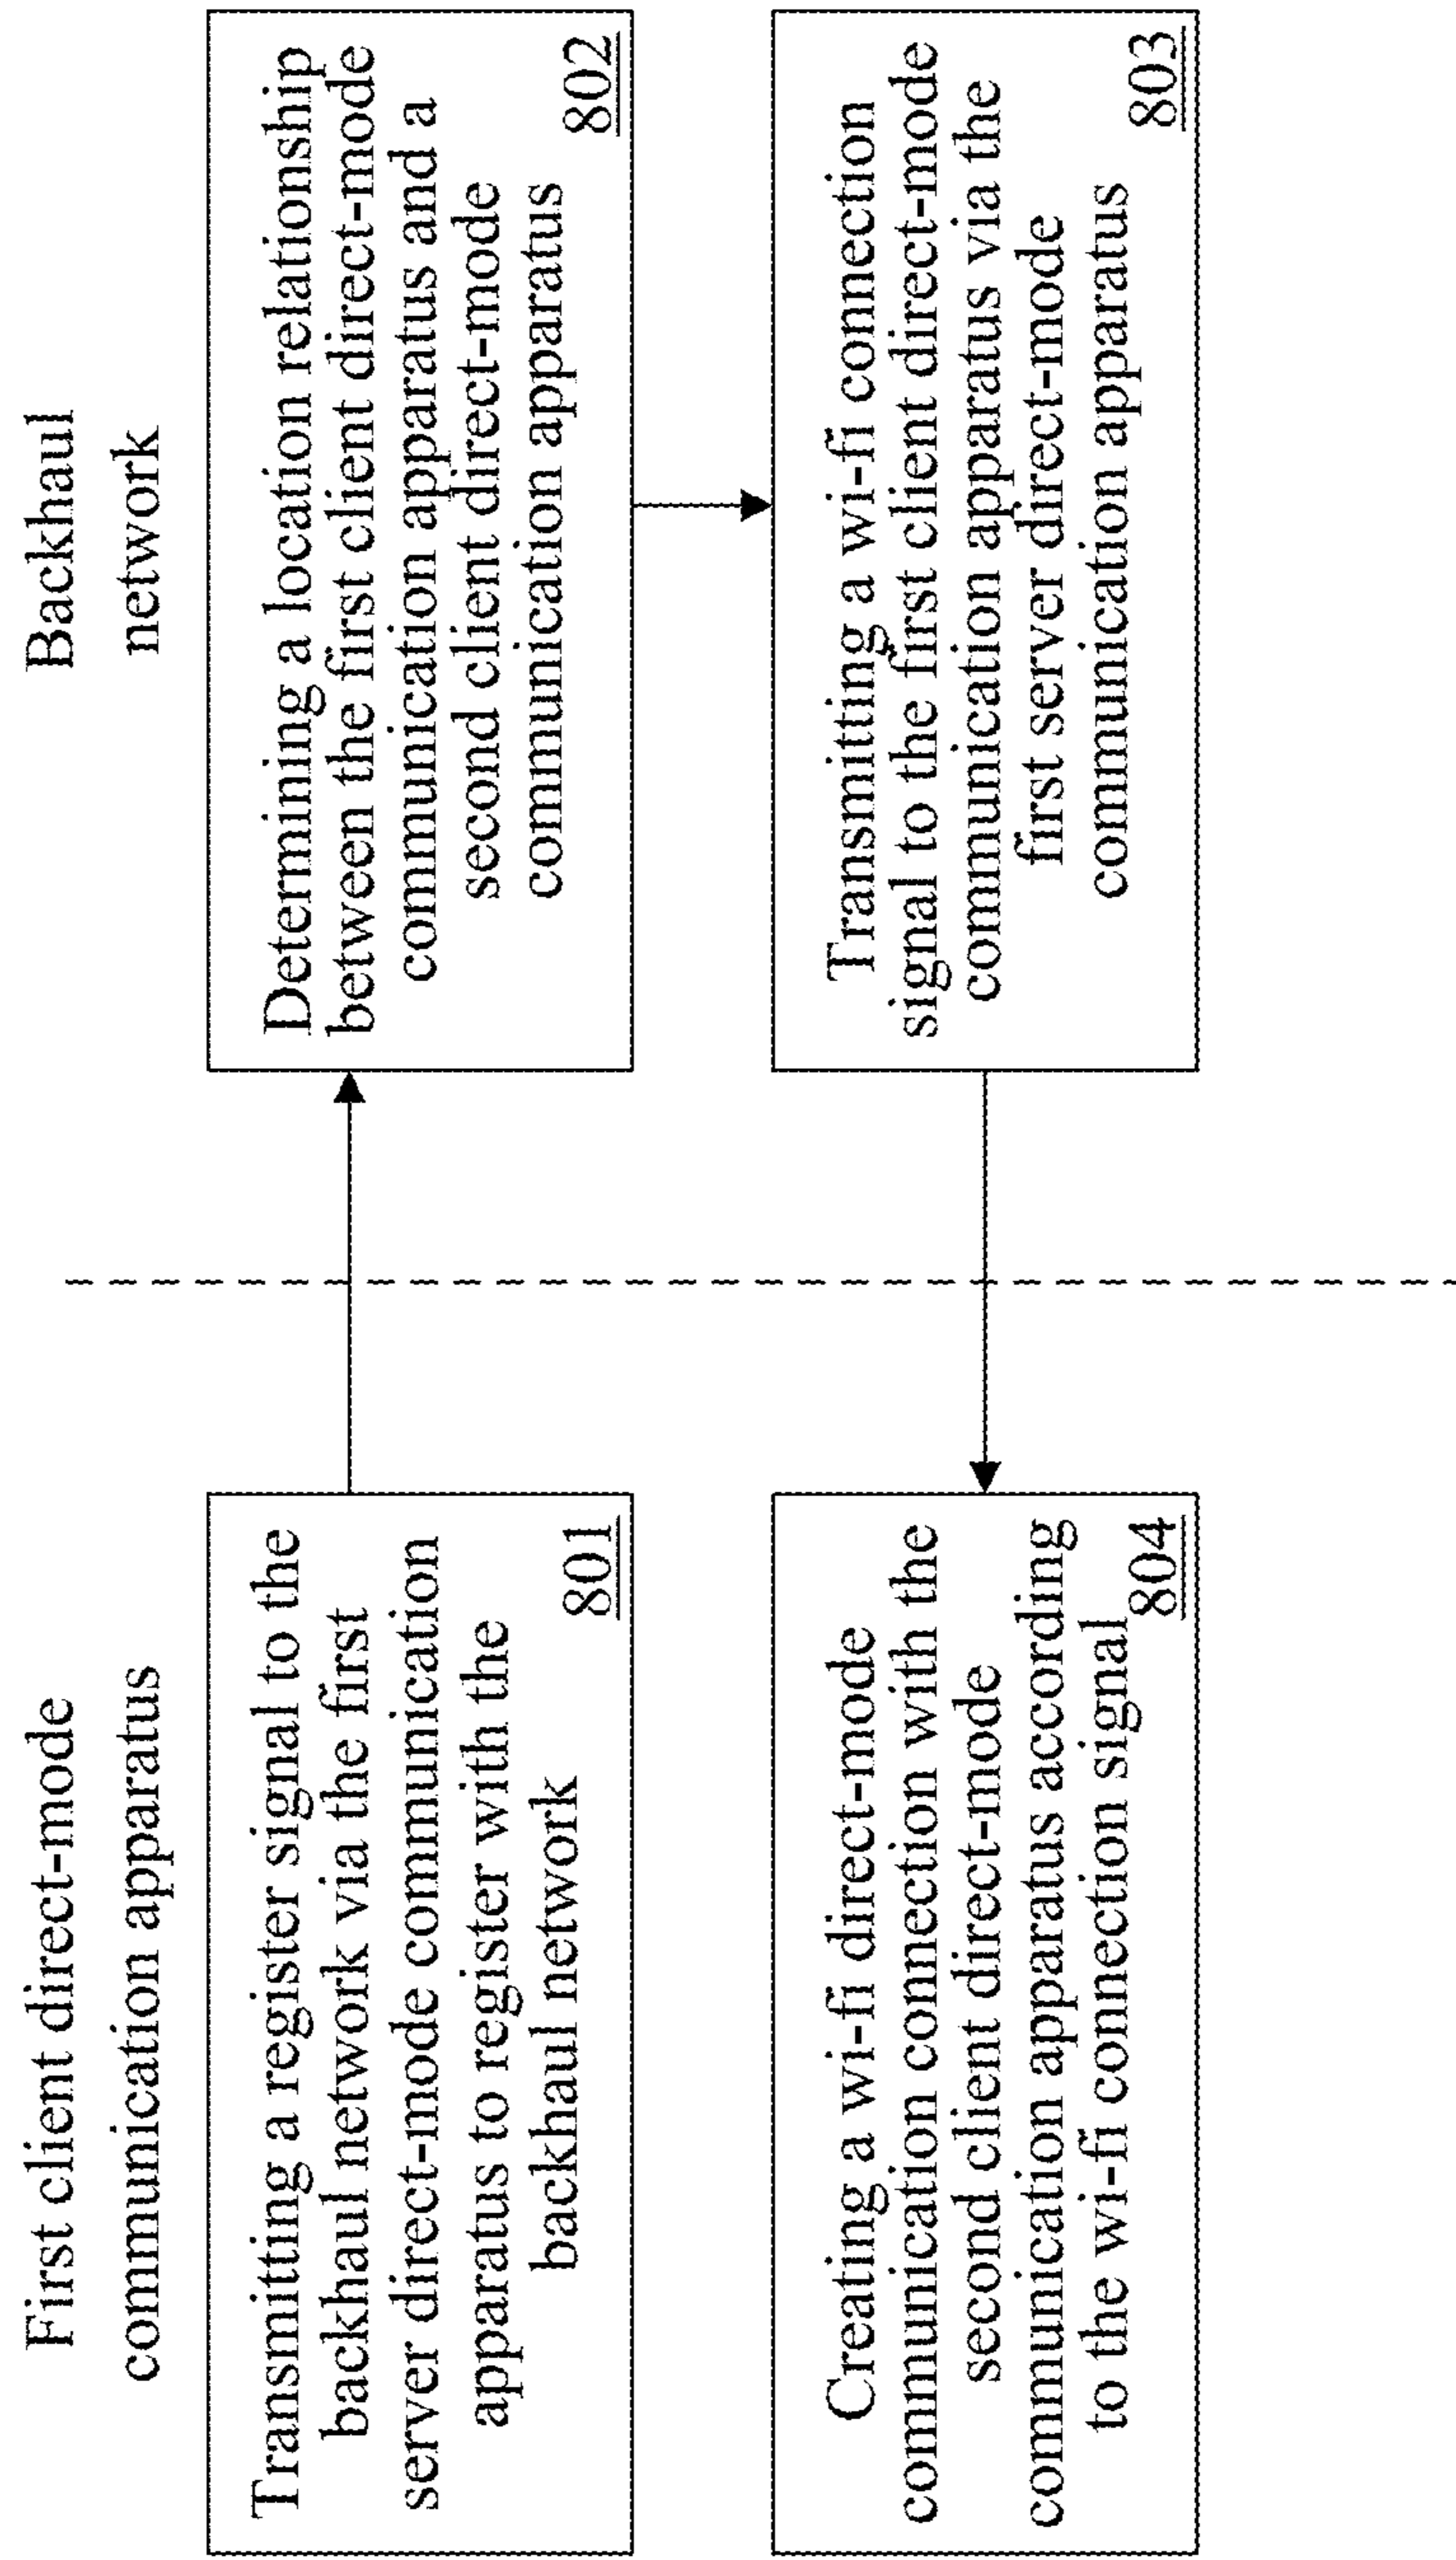 First client direct-mode
communication apparatus
Backhaul
network
Transmitting a register signal to the
backhaul network via the first
server direct-mode communication
apparatus to register with the
backhaul network
801
Determining a location relationship
between the first client direct-mode
communication apparatus and a
second client direct-mode
communication apparatus
802
Transmitting a wi-fi connection
signal to the first client direct-mode
communication apparatus via the
first server direct-mode
communication apparatus
803
Creating a wi-fi direct-mode
communication connection with the
second client direct-mode
communication apparatus according
to the wi-fi connection signal
804